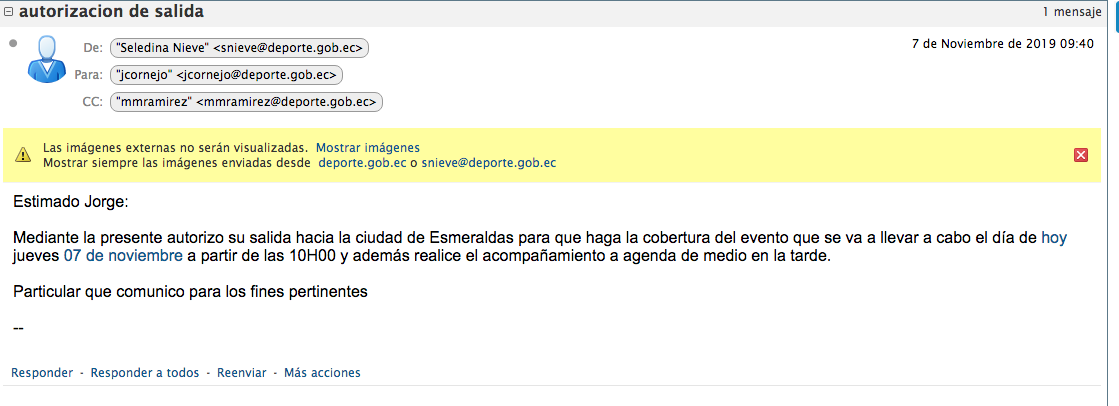 autorizacion de salida
1 mensaje
De: "Seledina Nieve" <snieve@deporte.gob.ec>
7 de Noviembre de 2019 09:40
Para: "jcornejo" <jcornejo@deporte.gob.ec>
CC: "mmramirez" <mmramirez@deporte.gob.ec>
Las imágenes externas no serán visualizadas. Mostrar imágenes
Mostrar siempre las imágenes enviadas desde deporte.gob.ec o snieve@deporte.gob.ec
Estimado Jorge:
Mediante la presente autorizo su salida hacia la ciudad de Esmeraldas para que haga la cobertura del evento que se va a llevar a cabo el día de hoy
jueves 07 de noviembre a partir de las 10H00 y además realice el acompañamiento a agenda de medio en la tarde.
Particular que comunico para los fines pertinentes
--
Responder - Responder a todos - Reenviar - Más acciones